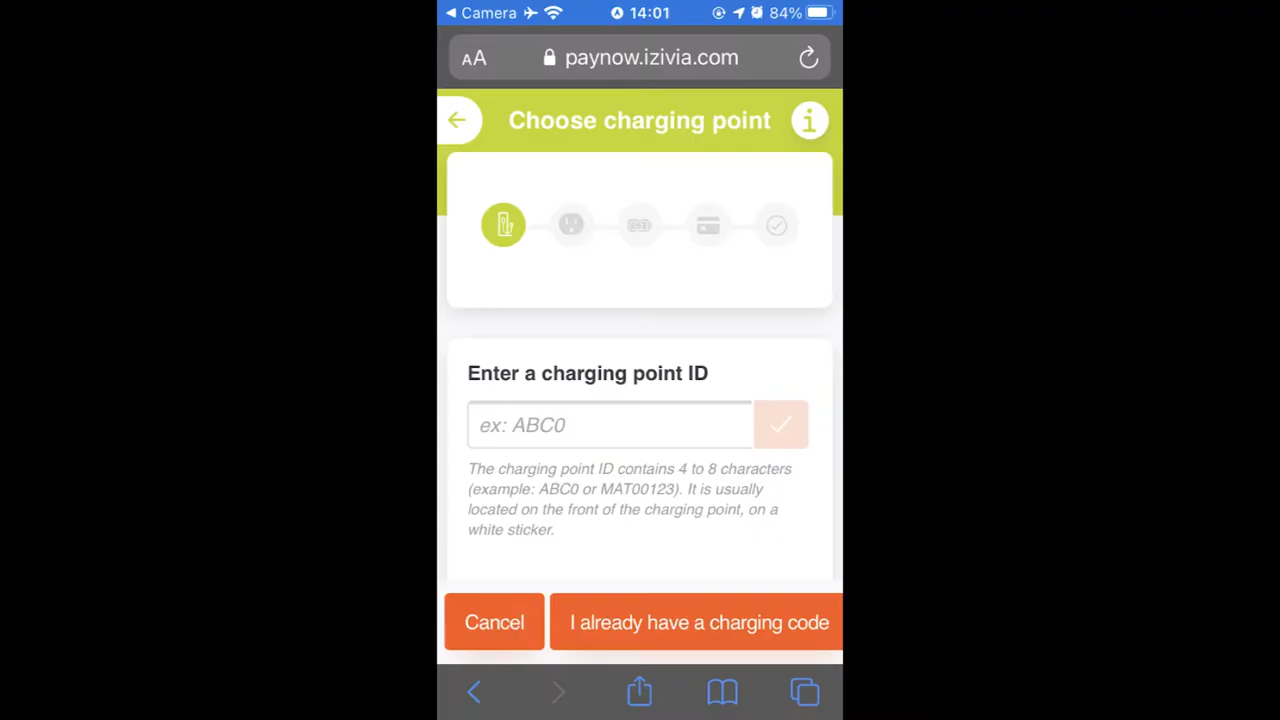 Camera 14:01 84%
AA paynow.izivia.com
Choose charging point
Enter a charging point ID
ex: ABC0
The charging point ID contains 4 to 8 characters
(example: ABC0 or MAT00123). It is usually
located on the front of the charging point, on a
white sticker.
Cancel I already have a charging code